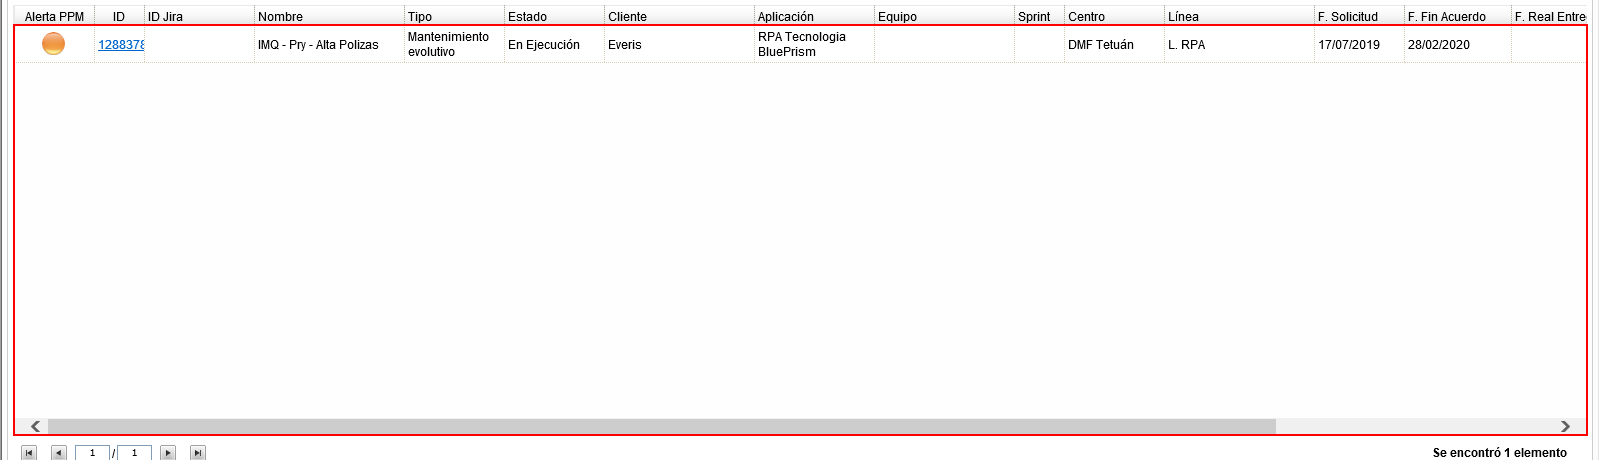 Alerta PPM ID ID Jira Nombre Tipo Estado Cliente Aplicación Equipo Sprint Centro Línea F. Solicitud F. Fin Acuerdo F. Real Entre
1288378 IMQ - Pry - Alta Polizas Mantenimiento evolutivo En Ejecución Everis RPA Tecnologia BluePrism DMF Tetuán L. RPA 17/07/2019 28/02/2020
1 / 1 Se encontró 1 elemento